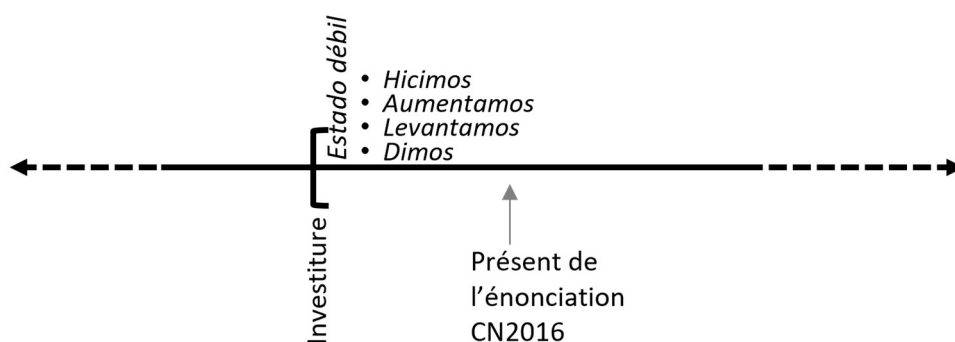 Estado débil
• Hicimos
• Aumentamos
• Levantamos
• Dimos
Investiture
Présent de
l’énonciation
CN2016